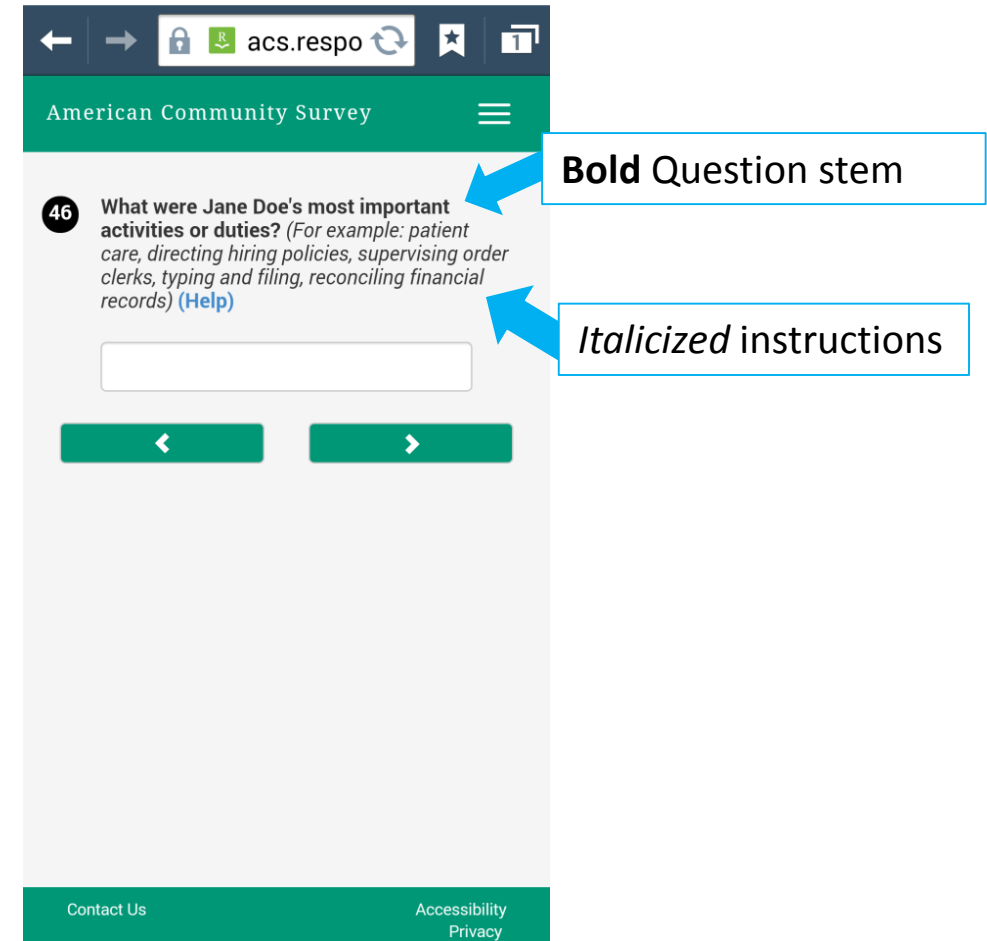 R acs.respo 1
American Community Survey
Bold Question stem
46 What were Jane Doe's most important
activities or duties? (For example: patient
care, directing hiring policies, supervising order
clerks, typing and filing, reconciling financial
records) (Help)
Italicized instructions
Contact Us Accessibility
Privacy